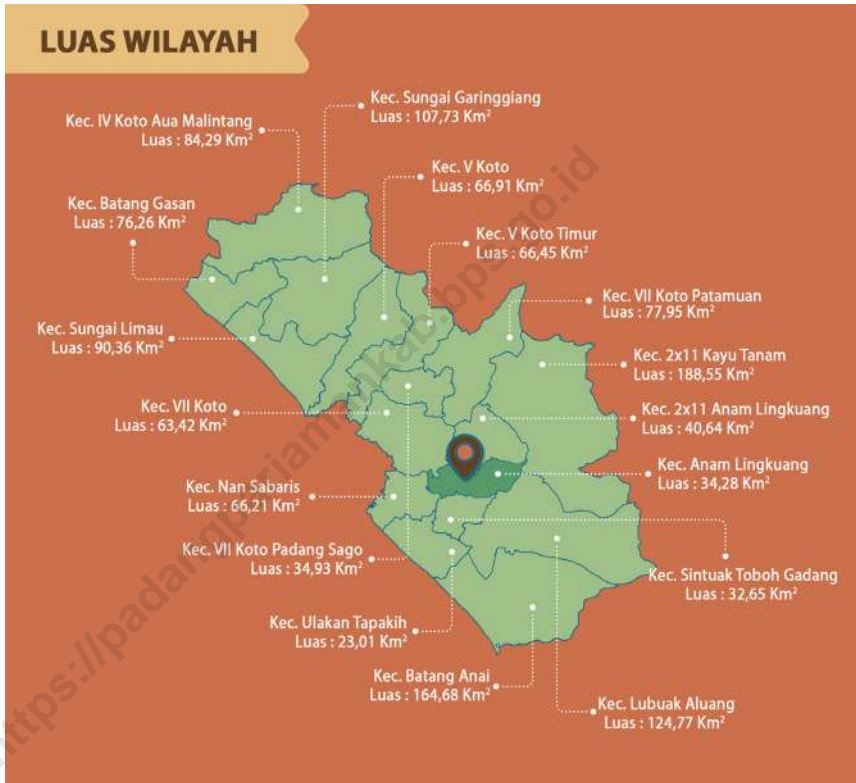 LUAS WILAYAH
Kec. Sungai Garinggiang
Luas : 107,73 Km²
Kec. IV Koto Aua Malintang
Luas : 84,29 Km²
Kec. V Koto
Luas : 66,91 Km²
Kec. Batang Gasan
Luas : 76,26 Km²
Kec. V Koto Timur
Luas : 66,45 Km²
Kec. VII Koto Patamuan
Luas : 77,95 Km²
Kec. Sungai Limau
Luas : 90,36 Km²
Kec. 2x11 Kayu Tanam
Luas : 188,55 Km²
Kec. VII Koto
Luas : 63,42 Km²
Kec. 2x11 Anam Lingkuang
Luas : 40,64 Km²
Kec. Anam Lingkuang
Luas : 34,28 Km²
Kec. Nan Sabaris
Luas : 66,21 Km²
Kec. VII Koto Padang Sago
Luas : 34,93 Km²
Kec. Sintuak Toboh Gadang
Luas : 32,65 Km²
Kec. Ulakan Tapakih
Luas : 23,01 Km²
Kec. Batang Anai
Luas : 164,68 Km²
Kec. Lubuak Aluang
Luas : 124,77 Km²
https://padangpariamankab.bps.go.id